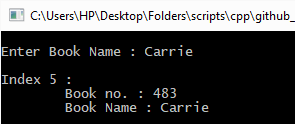 C:\Users\HP\Desktop\Folders\scripts\cpp\github_
Enter Book Name : Carrie
Index 5 :
Book no. : 483
Book Name : Carrie